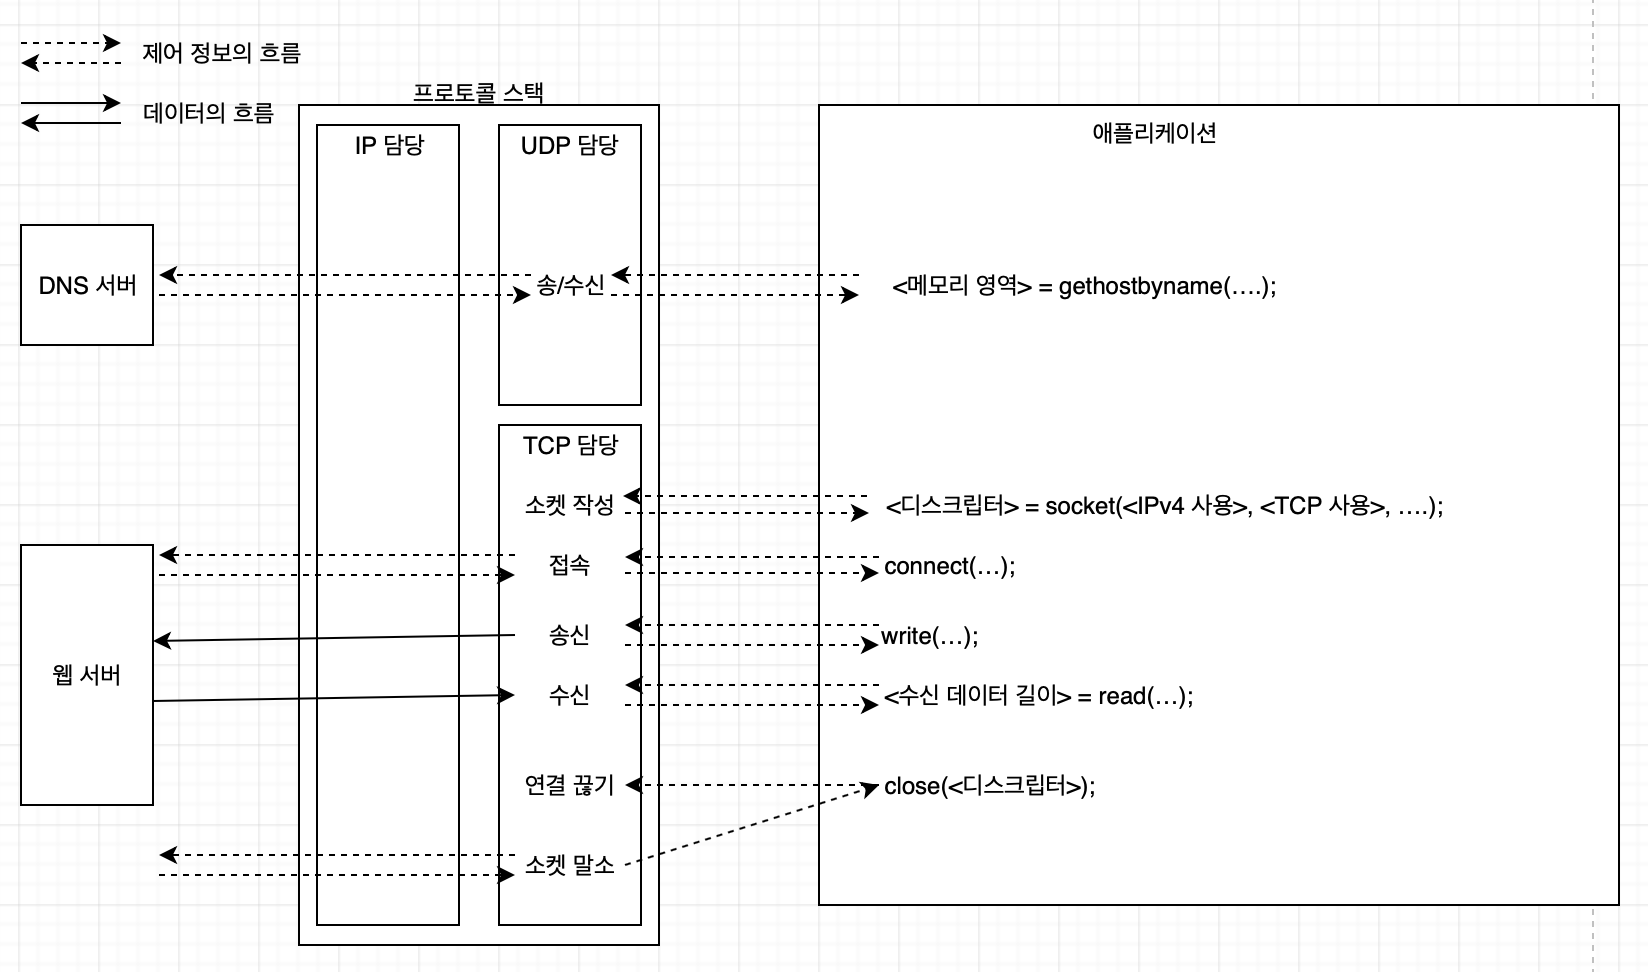 제어 정보의 흐름
데이터의 흐름
프로토콜 스택
IP 담당
UDP 담당
애플리케이션
DNS 서버
송/수신
<메모리 영역> = gethostbyname(....);
TCP 담당
소켓 작성
<디스크립터> = socket(<IPv4 사용>, <TCP 사용>, ....);
접속
connect(...);
송신
write(...);
웹 서버
수신
<수신 데이터 길이> = read(...);
연결 끊기
close(<디스크립터>);
소켓 말소